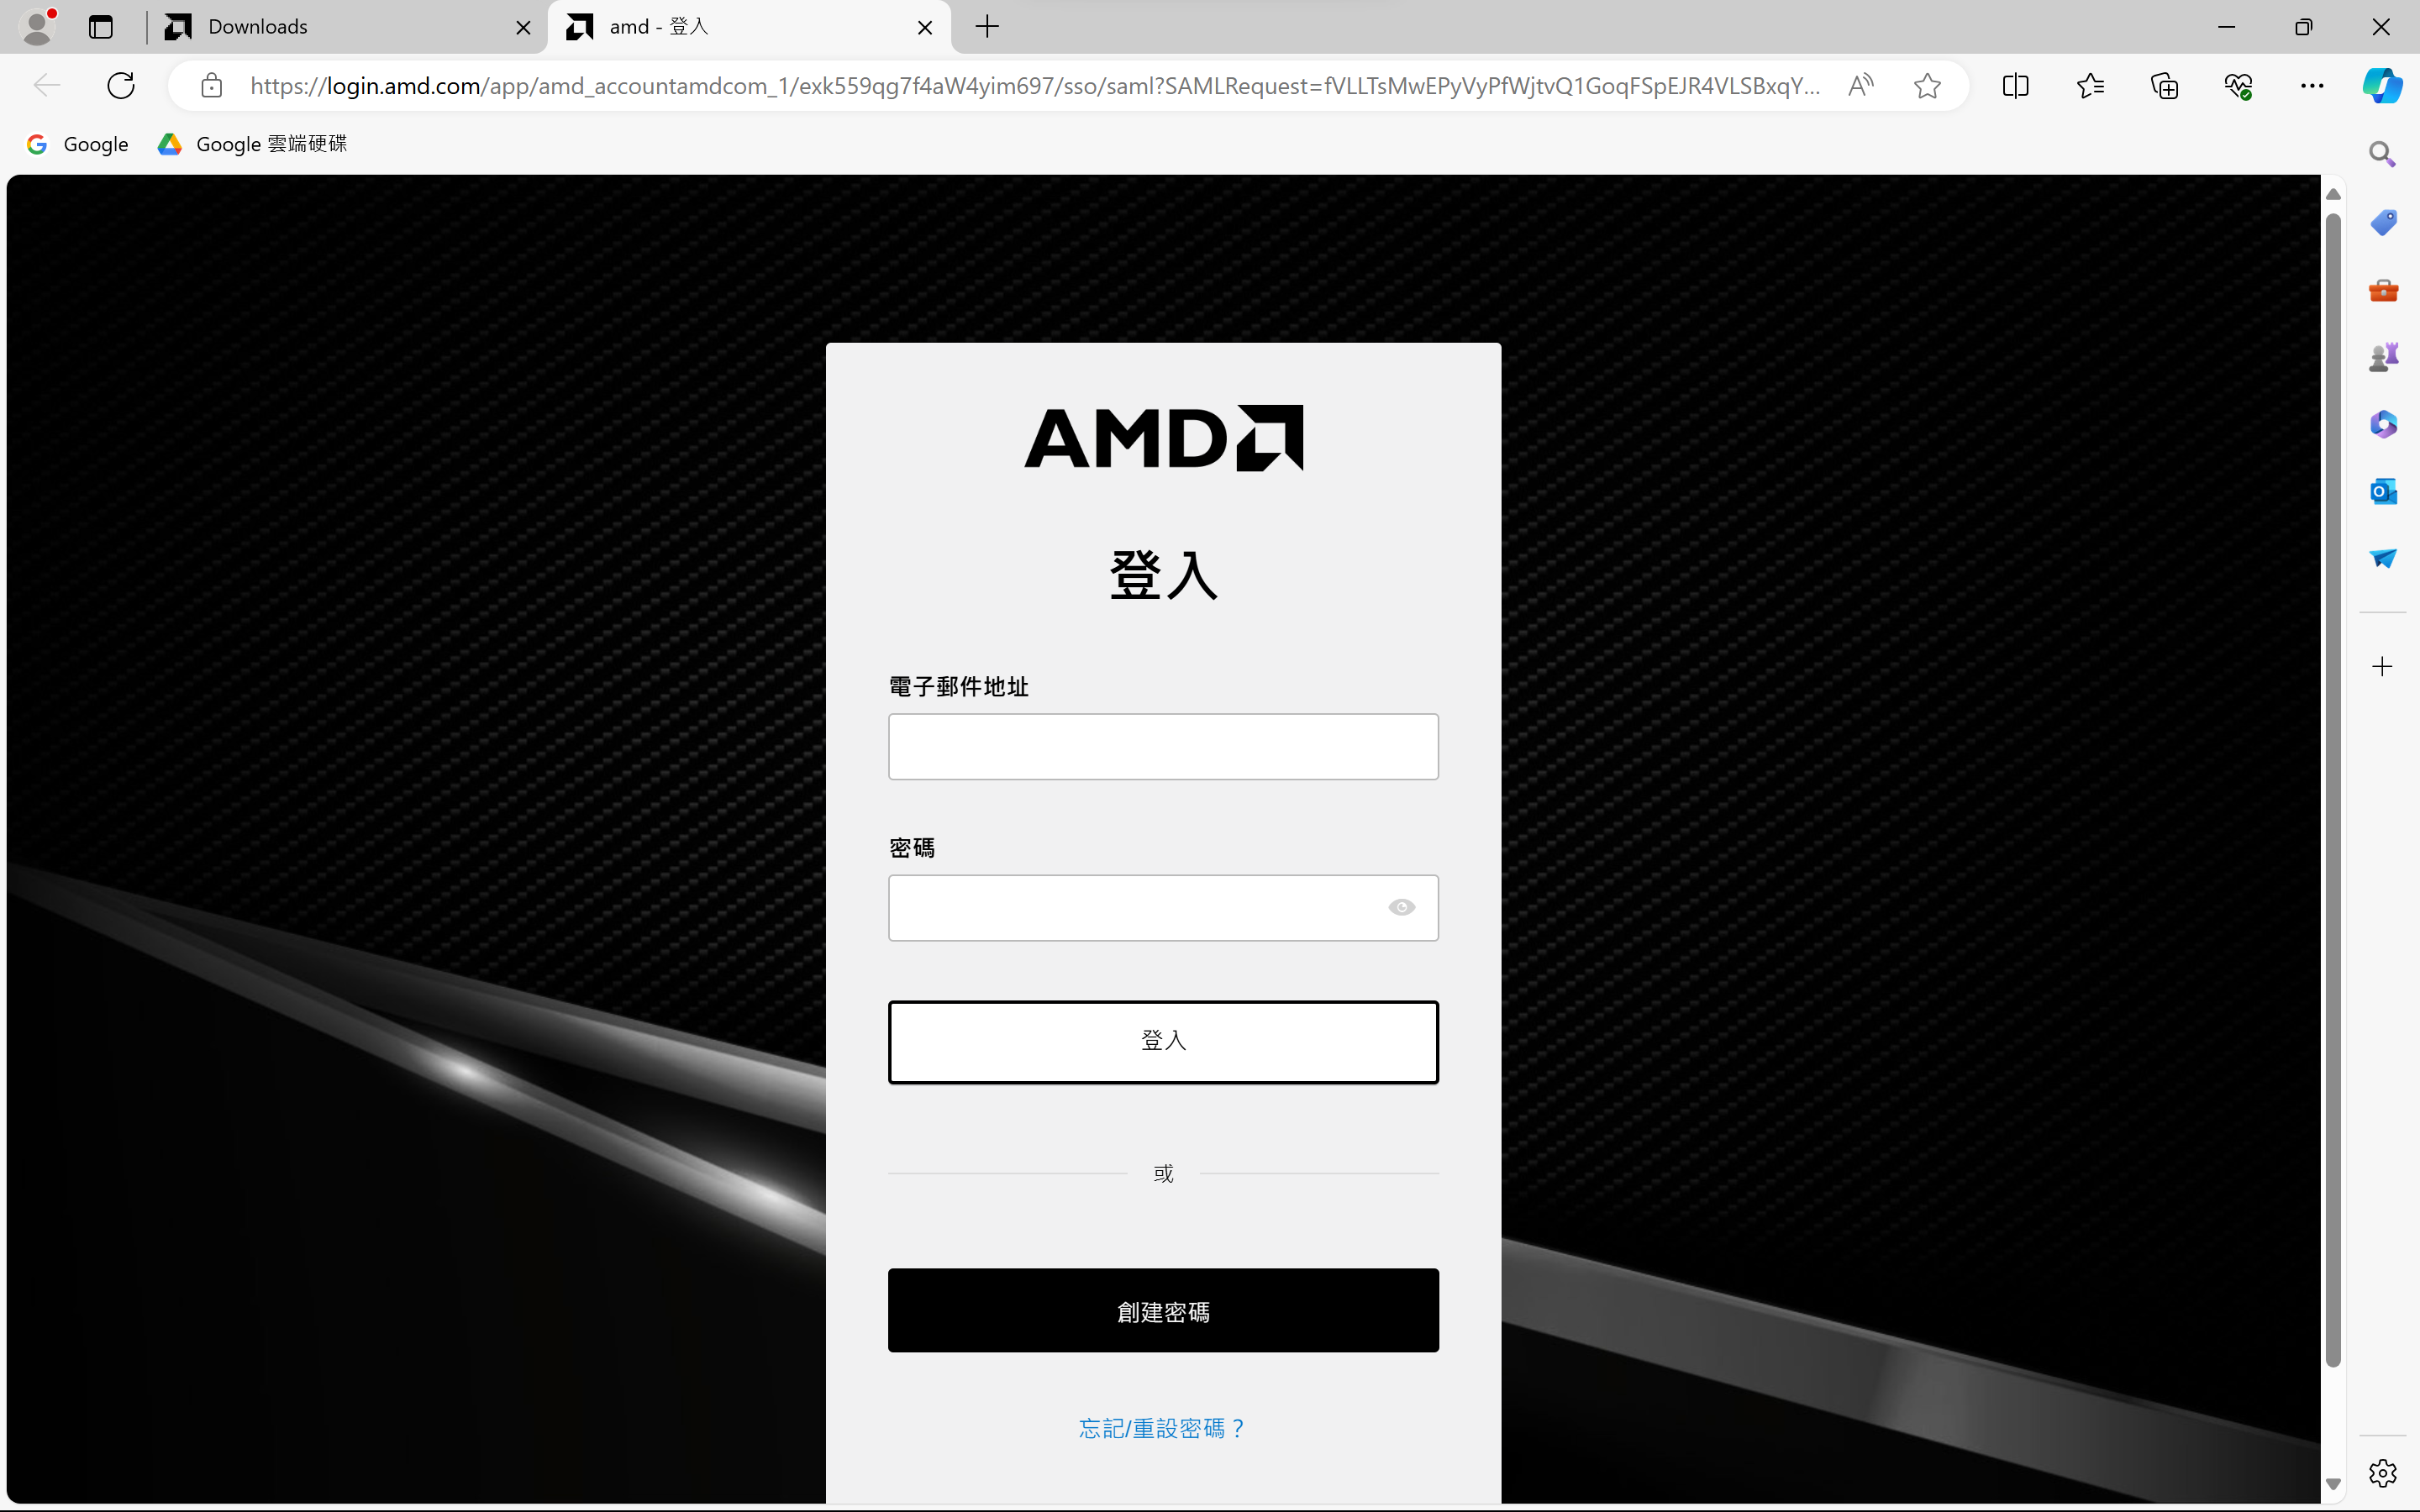 Downloads
amd - 登入
https://login.amd.com/app/amd_accountamdcom_1/exk559qg7f4aW4yim697/sso/saml?SAMLRequest=fVLLTsMwEPyVyPfWjtvQ1GoqFSpEJR4VLSBxqY...
Google
Google 雲端硬碟
AMD
登入
電子郵件地址
密碼
登入
或
創建密碼
忘記/重設密碼？